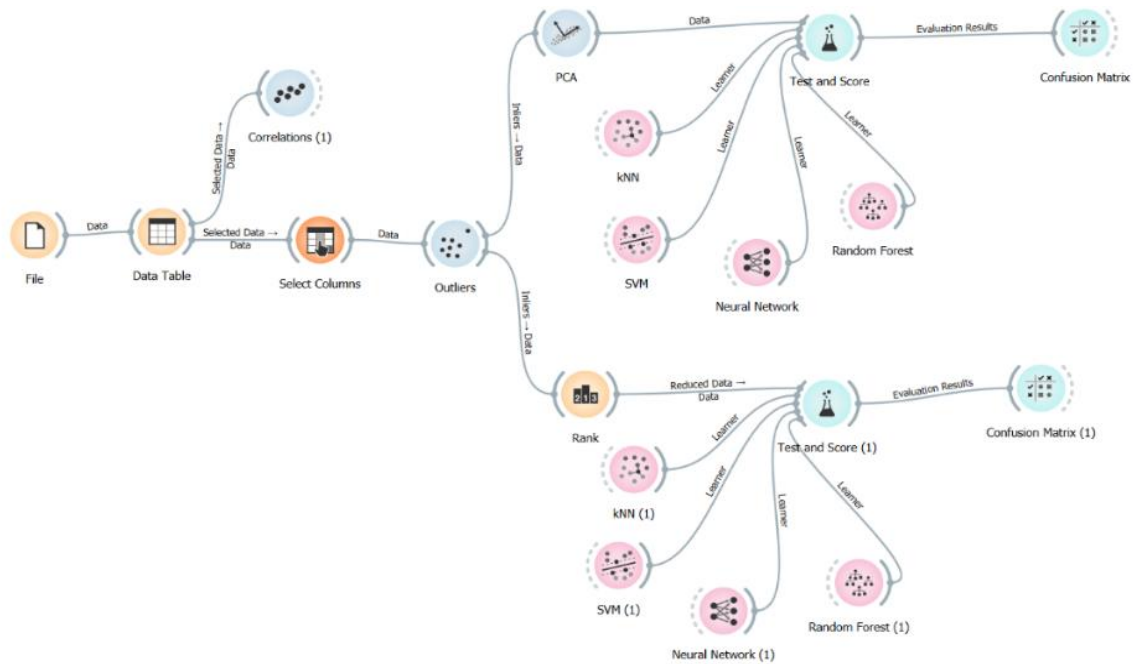 Data
Evaluation Results
PCA
Test and Score
Confusion Matrix
Learner
Learner
Learner
Learner
Correlations (1)
Selected Data →
Data
Inliers → Data
kNN
Random Forest
Data
Selected Data →
Data
Data
File
Data Table
Select Columns
Outliers
SVM
Neural Network
Inliers → Data
213
Reduced Data →
Data
Evaluation Results
Rank
Test and Score (1)
Confusion Matrix (1)
Learner
Learner
Learner
Learner
kNN (1)
SVM (1)
Neural Network (1)
Random Forest (1)